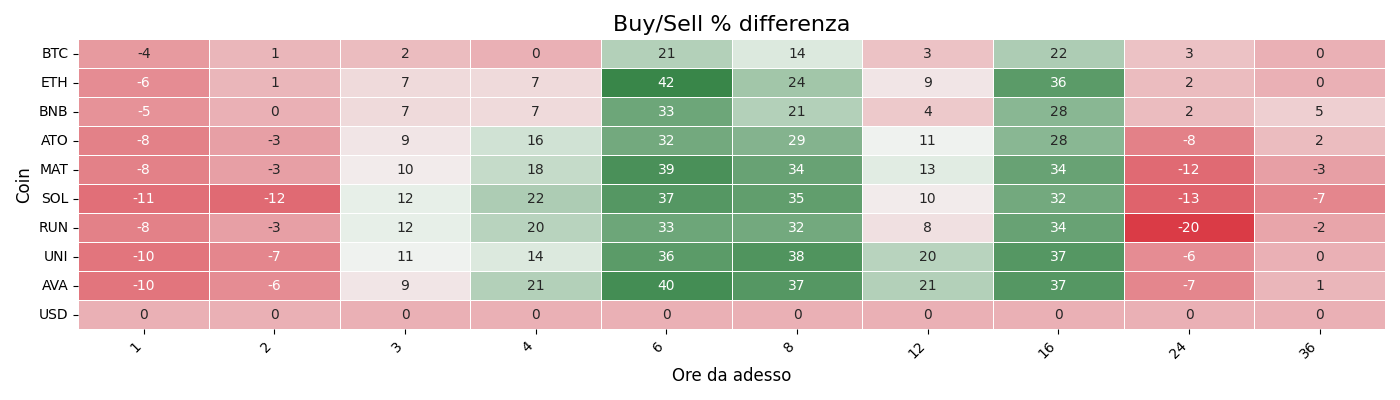 Buy/Sell % differenza
Coin
BTC -4 1 2 0 21 14 3 22 3 0
ETH -6 1 7 7 42 24 9 36 2 0
BNB -5 0 7 7 33 21 4 28 2 5
ATO -8 -3 9 16 32 29 11 28 -8 2
MAT -8 -3 10 18 39 34 13 34 -12 -3
SOL -11 -12 12 22 37 35 10 32 -13 -7
RUN -8 -3 12 20 33 32 8 34 -20 -2
UNI -10 -7 11 14 36 38 20 37 -6 0
AVA -10 -6 9 21 40 37 21 37 -7 1
USD 0 0 0 0 0 0 0 0 0 0
1 2 3 4 6 8 12 16 24 36
Ore da adesso